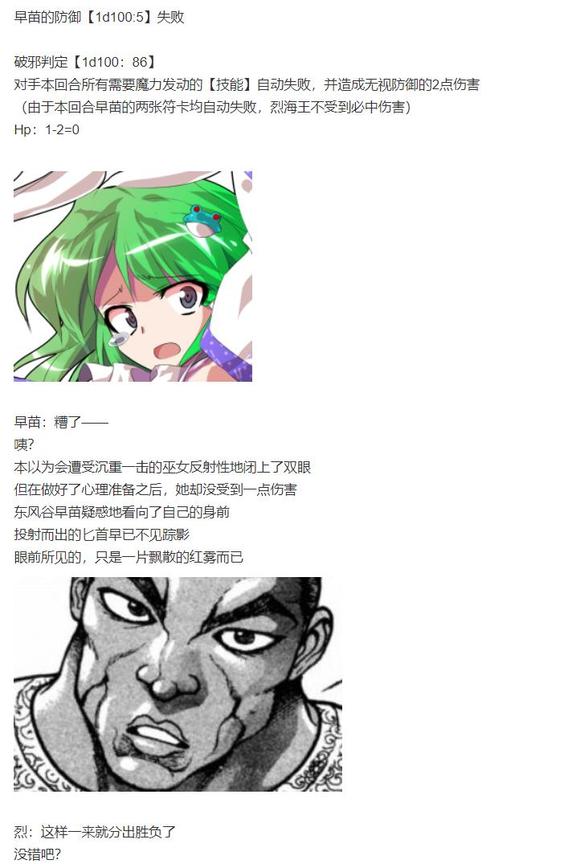 早苗的防御【1d100:5】失败
破邪判定【1d100：86】
对手本回合所有需要魔力发动的【技能】自动失败，并造成无视防御的2点伤害
（由于本回合早苗的两张符卡均自动失败，烈海王不受到必中伤害）
Hp：1-2=0
早苗：糟了——
咦？
本以为会遭受沉重一击的巫女反射性地闭上了双眼
但在做好了心理准备之后，她却没受到一点伤害
东风谷早苗疑惑地看向了自己的身前
投射而出的匕首早已不见踪影
眼前所见的，只是一片飘散的红雾而已
烈：这样一来就分出胜负了
没错吧？